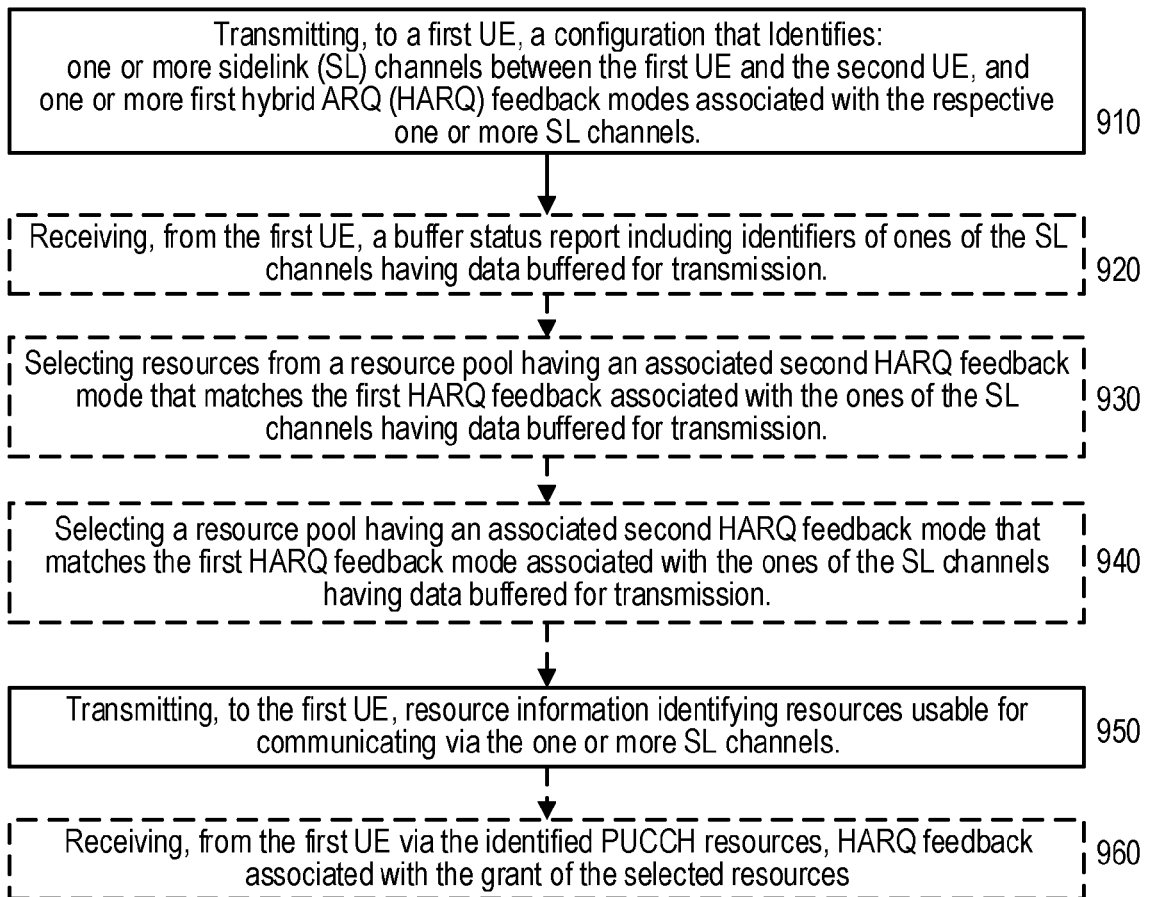 Transmitting, to a first UE, a configuration that Identifies:
one or more sidelink (SL) channels between the first UE and the second UE, and
one or more first hybrid ARQ (HARQ) feedback modes associated with the respective
one or more SL channels.
910
Receiving, from the first UE, a buffer status report including identifiers of ones of the SL
channels having data buffered for transmission.
920
Selecting resources from a resource pool having an associated second HARQ feedback
mode that matches the first HARQ feedback associated with the ones of the SL
channels having data buffered for transmission.
930
Selecting a resource pool having an associated second HARQ feedback mode that
matches the first HARQ feedback mode associated with the ones of the SL channels
having data buffered for transmission.
940
Transmitting, to the first UE, resource information identifying resources usable for
communicating via the one or more SL channels.
950
Receiving, from the first UE via the identified PUCCH resources, HARQ feedback
associated with the grant of the selected resources
960